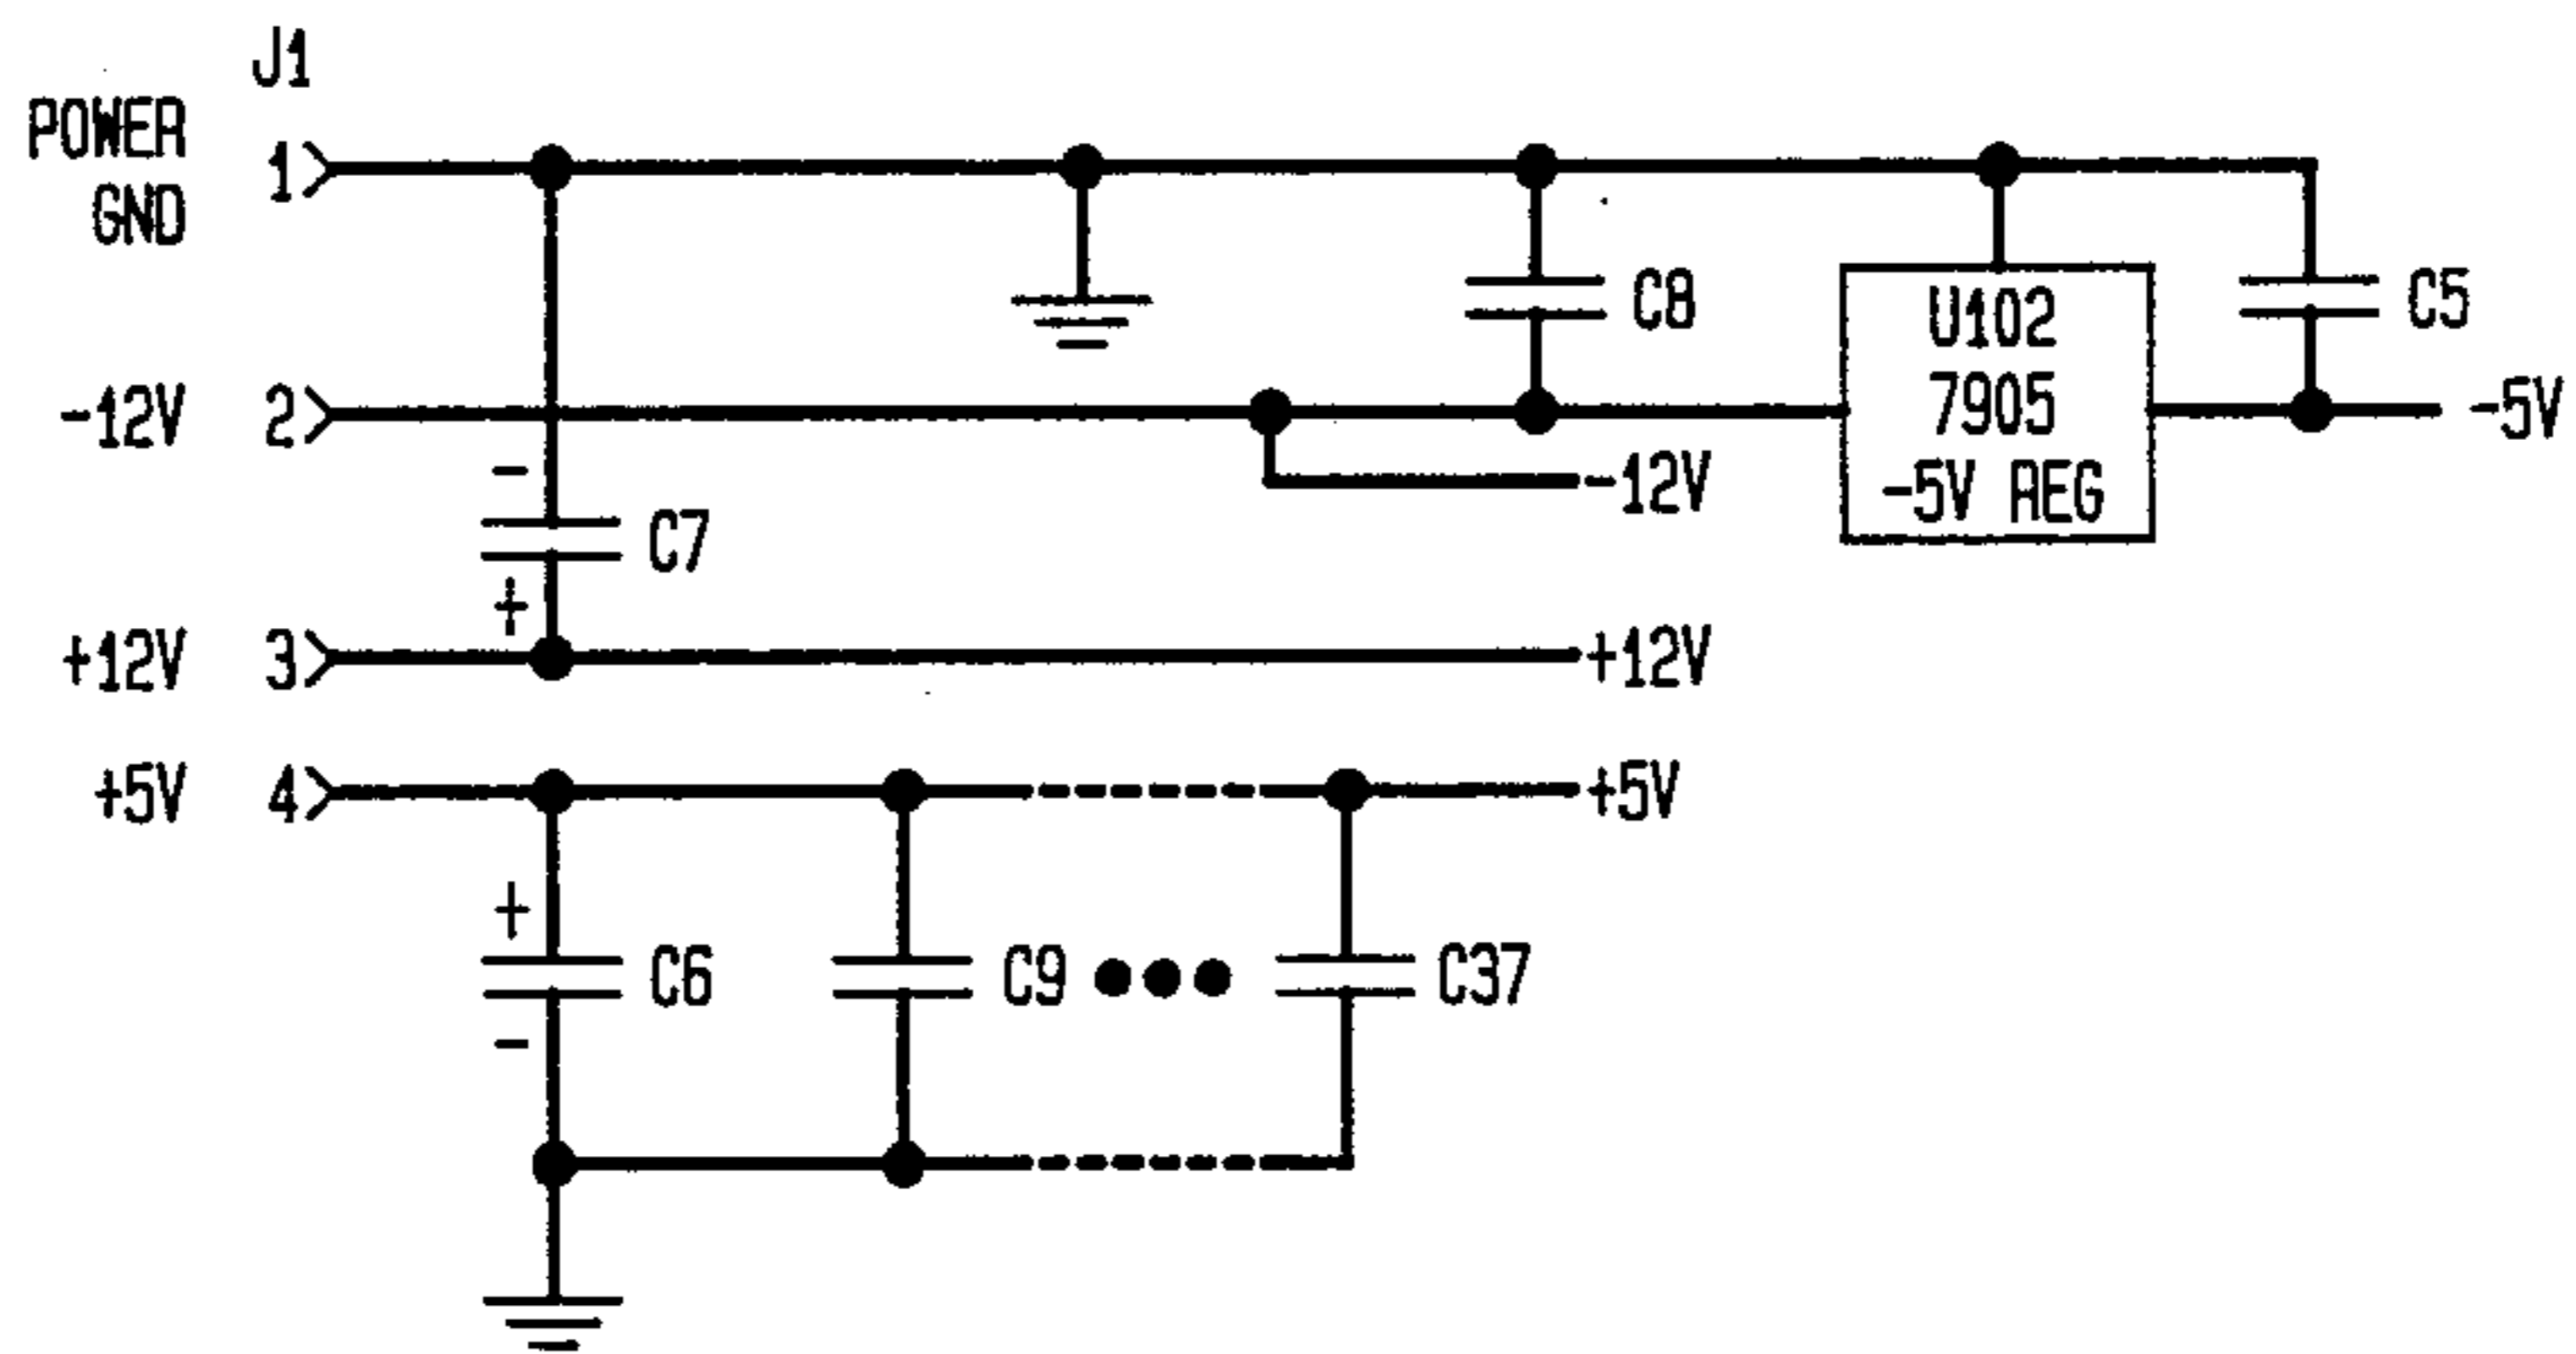 J1
POWER
GND
1
-12V 2
C8
U102
7905
-5V REG
C5
-5V
-12V
-
C7
+
+12V 3
+12V
+5V 4
+5V
+
C6
-
C9
C37